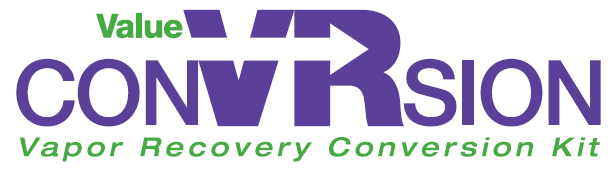 Value
CONVRSION
Vapor Recovery Conversion Kit